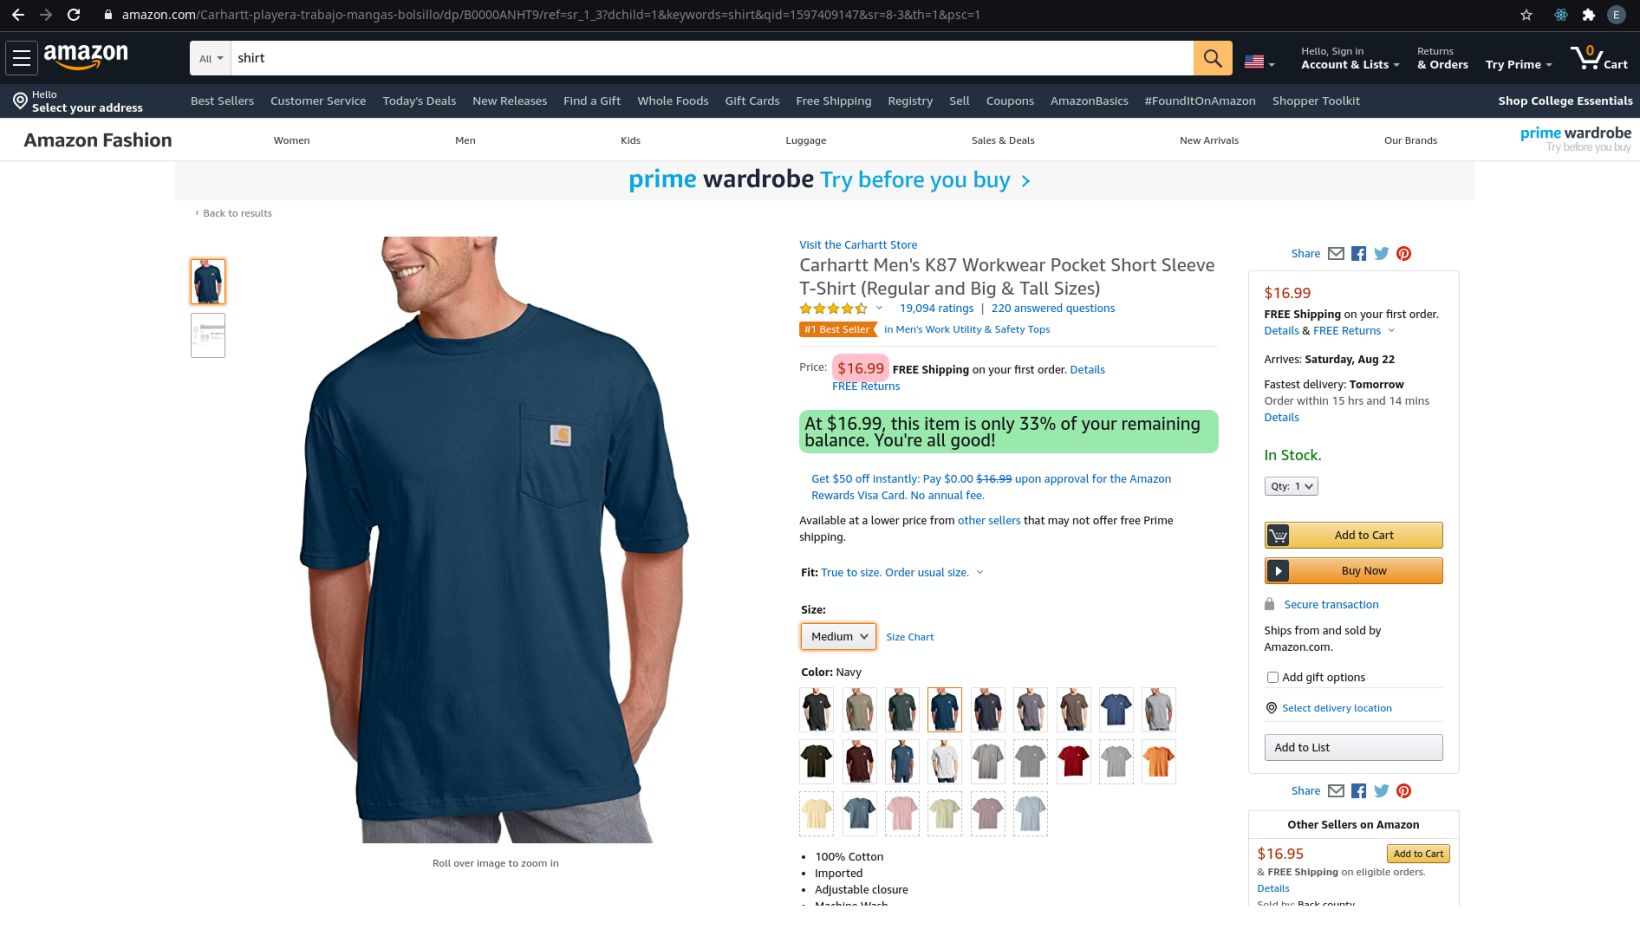 amazon.com/Carhartt-playera-trabajo-mangas-bolsillo/dp/B0000ANHT9/ref=sr_1_3?dchild=1&keywords=shirt&qid=1597409147&sr=8-3&th=1&psc=1
E
amazon
All
shirt
Hello, Sign in
Account & Lists
Returns
& Orders
Try Prime
0
Cart
Hello
Select your address
Best Sellers
Customer Service
Today's Deals
New Releases
Find a Gift
Whole Foods
Gift Cards
Free Shipping
Registry
Sell
Coupons
AmazonBasics
#FoundItOnAmazon
Shopper Toolkit
Shop College Essentials
Amazon Fashion
Women
Men
Kids
Luggage
Sales & Deals
New Arrivals
Our Brands
prime wardrobe
Try before you buy
prime wardrobe Try before you buy ›
‹ Back to results
Roll over image to zoom in
Visit the Carhartt Store
Carhartt Men's K87 Workwear Pocket Short Sleeve
T-Shirt (Regular and Big & Tall Sizes)
19,094 ratings | 220 answered questions
#1 Best Seller in Men's Work Utility & Safety Tops
Price: $16.99 FREE Shipping on your first order. Details
FREE Returns
At $16.99, this item is only 33% of your remaining
balance. You're all good!
Get $50 off instantly: Pay $0.00 $16.99 upon approval for the Amazon
Rewards Visa Card. No annual fee.
Available at a lower price from other sellers that may not offer free Prime
shipping.
Fit: True to size. Order usual size.
Size:
Medium
Size Chart
Color: Navy
• 100% Cotton
• Imported
• Adjustable closure
• Machine Wash
Share
$16.99
FREE Shipping on your first order.
Details & FREE Returns
Arrives: Saturday, Aug 22
Fastest delivery: Tomorrow
Order within 15 hrs and 14 mins
Details
In Stock.
Qty: 1
Add to Cart
Buy Now
Secure transaction
Ships from and sold by
Amazon.com.
Add gift options
Select delivery location
Add to List
Share
Other Sellers on Amazon
$16.95
Add to Cart
& FREE Shipping on eligible orders.
Details
Sold by: Back county